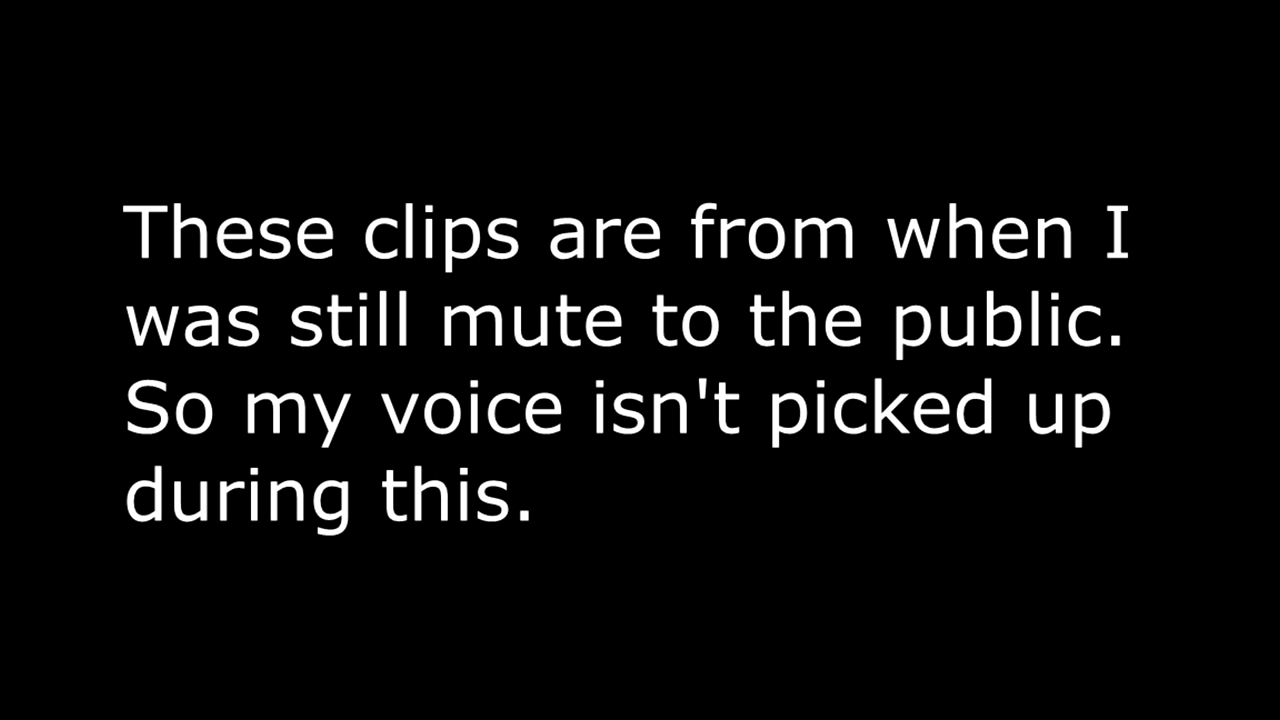 These clips are from when I
was still mute to the public.
So my voice isn't picked up
during this.